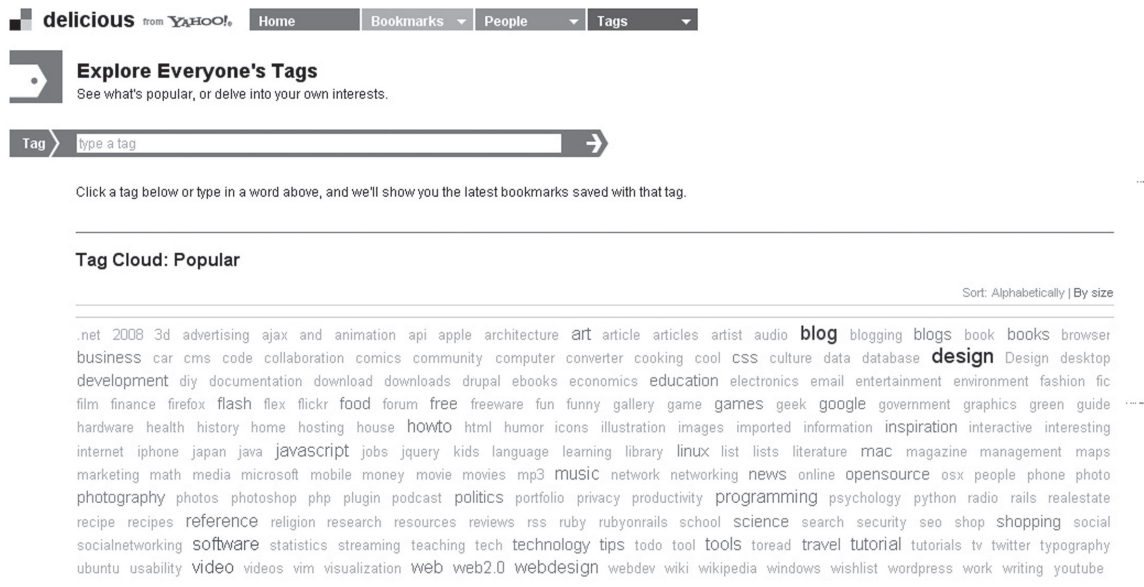 delicious from YAHOO!® Home Bookmarks People Tags
Explore Everyone's Tags
See what's popular, or delve into your own interests.
Tag type a tag
Click a tag below or type in a word above, and we'll show you the latest bookmarks saved with that tag.
Tag Cloud: Popular
Sort: Alphabetically | By size
.net 2008 3d advertising ajax and animation api apple architecture art article articles artist audio blog blogging blogs book books browser
business car cms code collaboration comics community computer converter cooking cool css culture data database design Design desktop
development diy documentation download downloads drupal ebooks economics education electronics email entertainment environment fashion fic
film finance firefox flash flex flickr food forum free freeware fun funny gallery game games geek google government graphics green guide
hardware health history home hosting house howto html humor icons illustration images imported information inspiration interactive interesting
internet iphone japan java javascript jobs jquery kids language learning library linux list lists literature mac magazine management maps
marketing math media microsoft mobile money movie movies mp3 music network networking news online opensource osx people phone photo
photography photos photoshop php plugin podcast politics portfolio privacy productivity programming psychology python radio rails realestate
recipe recipes reference religion research resources reviews rss ruby rubyonrails school science search security seo shop shopping social
socialnetworking software statistics streaming teaching tech technology tips todo tool tools toread travel tutorial tutorials tv twitter typography
ubuntu usability video videos vim visualization web web2.0 webdesign webdev wiki wikipedia windows wishlist wordpress work writing youtube